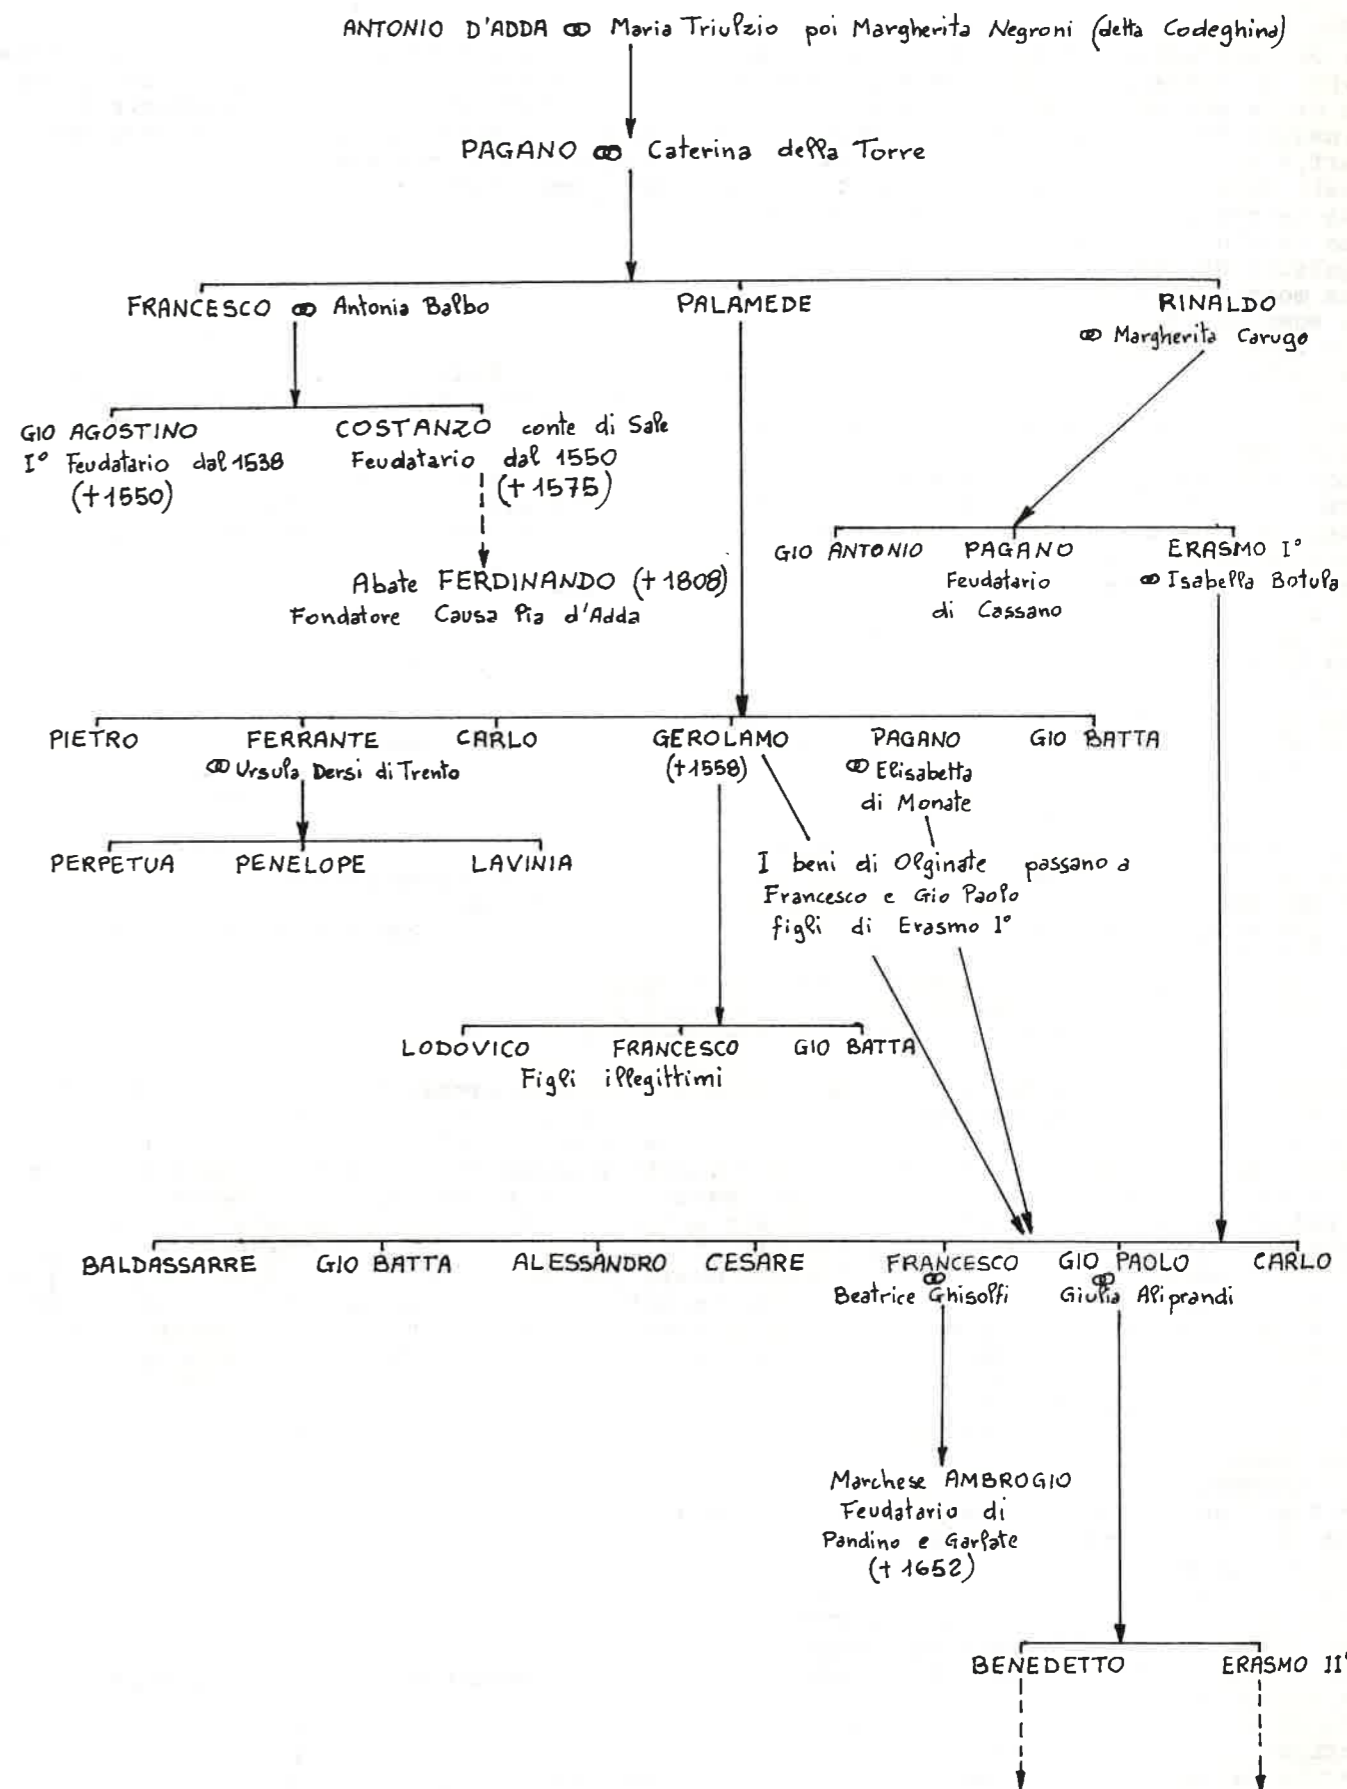 ANTONIO D'ADDA ∞ Maria Triulzio poi Margherita Negroni (detta Codeghina)
PAGANO ∞ Caterina della Torre
FRANCESCO ∞ Antonia Balbo
PALAMEDE
RINALDO
∞ Margherita Carugo
GIO AGOSTINO
I° Feudatario dal 1538
(+1550)
COSTANZO conte di Sale
Feudatario dal 1550
(+1575)
Abate FERDINANDO (+1808)
Fondatore Causa Pia d'Adda
GIO ANTONIO
PAGANO
Feudatario
di Cassano
ERASMO I°
∞ Isabella Botula
PIETRO
FERRANTE
∞ Ursula Dersi di Trento
CARLO
GEROLAMO
(+1558)
PAGANO
∞ Elisabetta
di Monate
GIO BATTA
PERPETUA
PENELOPE
LAVINIA
I beni di Olginate passano a
Francesco e Gio Paolo
figli di Erasmo I°
LODOVICO
FRANCESCO
GIO BATTA
Figli illegittimi
BALDASSARRE
GIO BATTA
ALESSANDRO
CESARE
FRANCESCO
∞
Beatrice Ghisolfi
GIO PAOLO
∞
Giulia Aliprandi
CARLO
Marchese AMBROGIO
Feudatario di
Pandino e Garlate
(+ 1652)
BENEDETTO
ERASMO II°